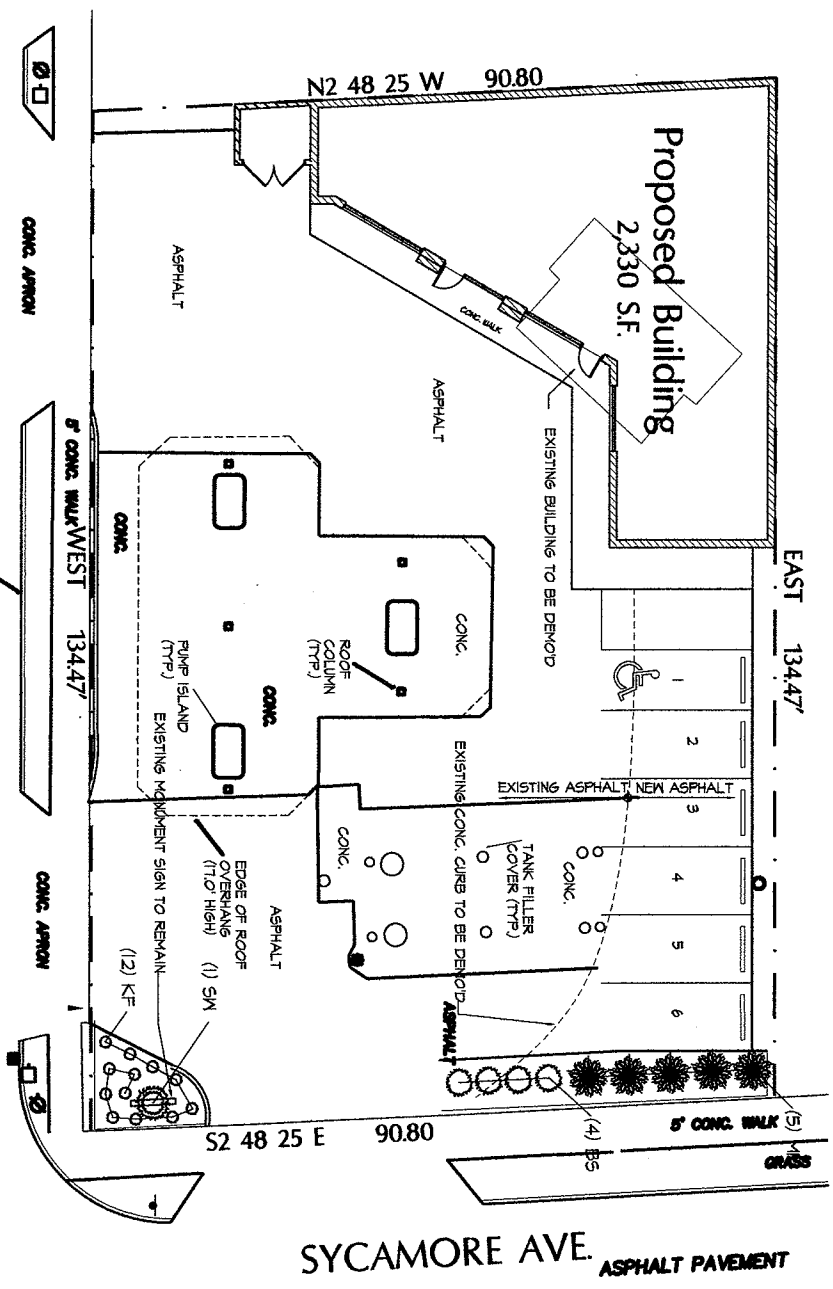 N2 48 25 W 90.80
Proposed Building
2,330 S.F.
EAST 134.47'
CONC. APRON
ASPHALT
CONC. WALK
ASPHALT
EXISTING BUILDING TO BE DEMO'D
5' CONC. WALK
WEST 134.47'
CONC.
CONC.
ROOF
COLUMN
(TYP.)
PUMP ISLAND
(TYP.)
CONC.
1
2
3
4
5
6
EXISTING ASPHALT
NEW ASPHALT
EXISTING MONUMENT SIGN TO REMAIN
EXISTING CONC. CURB TO BE DEMO'D
CONC.
TANK FILLER
COVER (TYP.)
CONC.
EDGE OF ROOF
OVERHANG
(17.0' HIGH)
ASPHALT
CONC. APRON
(12) KF
(1) SW
ASPHALT
(4) BS
(5)
5' CONC. WALK
GRASS
S2 48 25 E 90.80
SYCAMORE AVE.
ASPHALT PAVEMENT